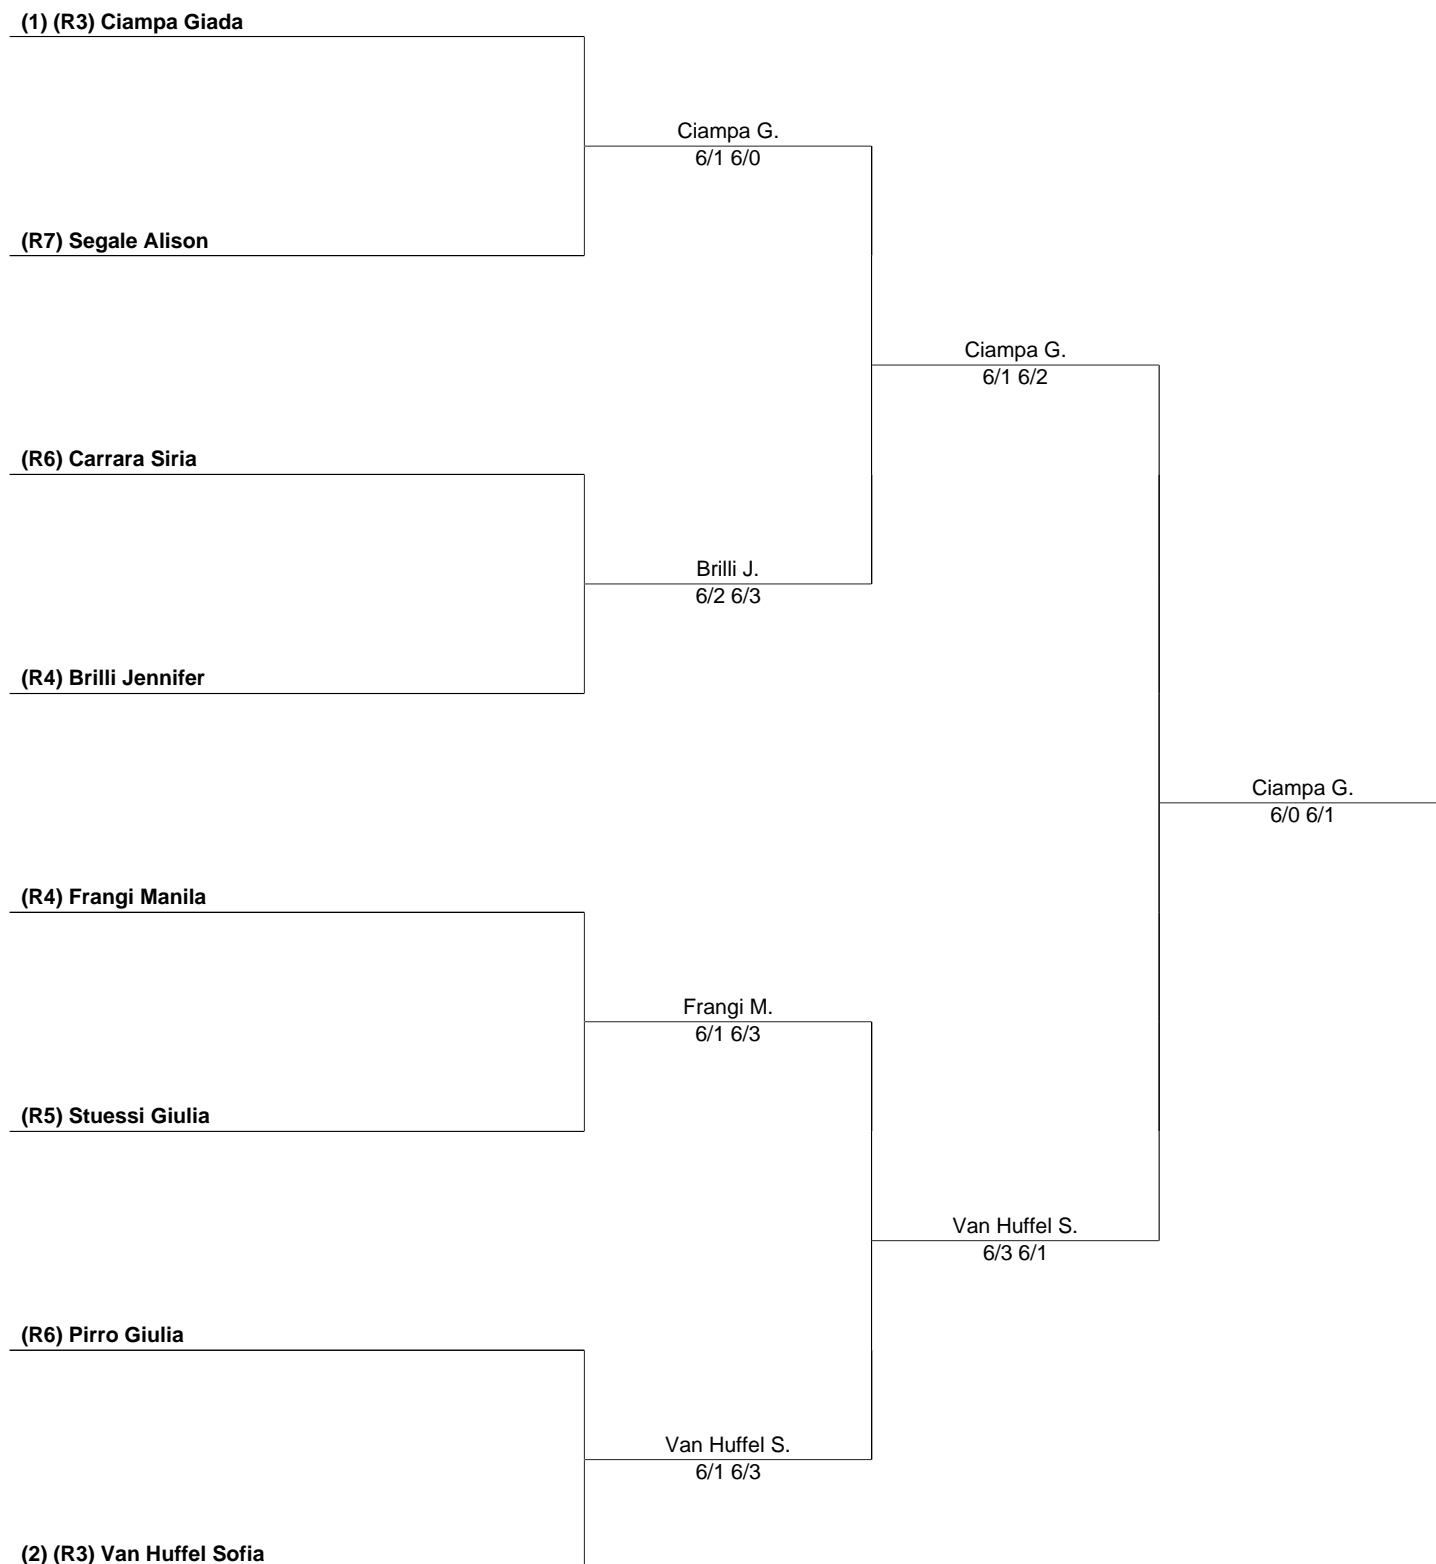 (1) (R3) Ciampa Giada
Ciampa G.
6/1 6/0
(R7) Segale Alison
Ciampa G.
6/1 6/2
(R6) Carrara Siria
Brilli J.
6/2 6/3
(R4) Brilli Jennifer
Ciampa G.
6/0 6/1
(R4) Frangi Manila
Frangi M.
6/1 6/3
(R5) Stuessi Giulia
Van Huffel S.
6/3 6/1
(R6) Pirro Giulia
Van Huffel S.
6/1 6/3
(2) (R3) Van Huffel Sofia